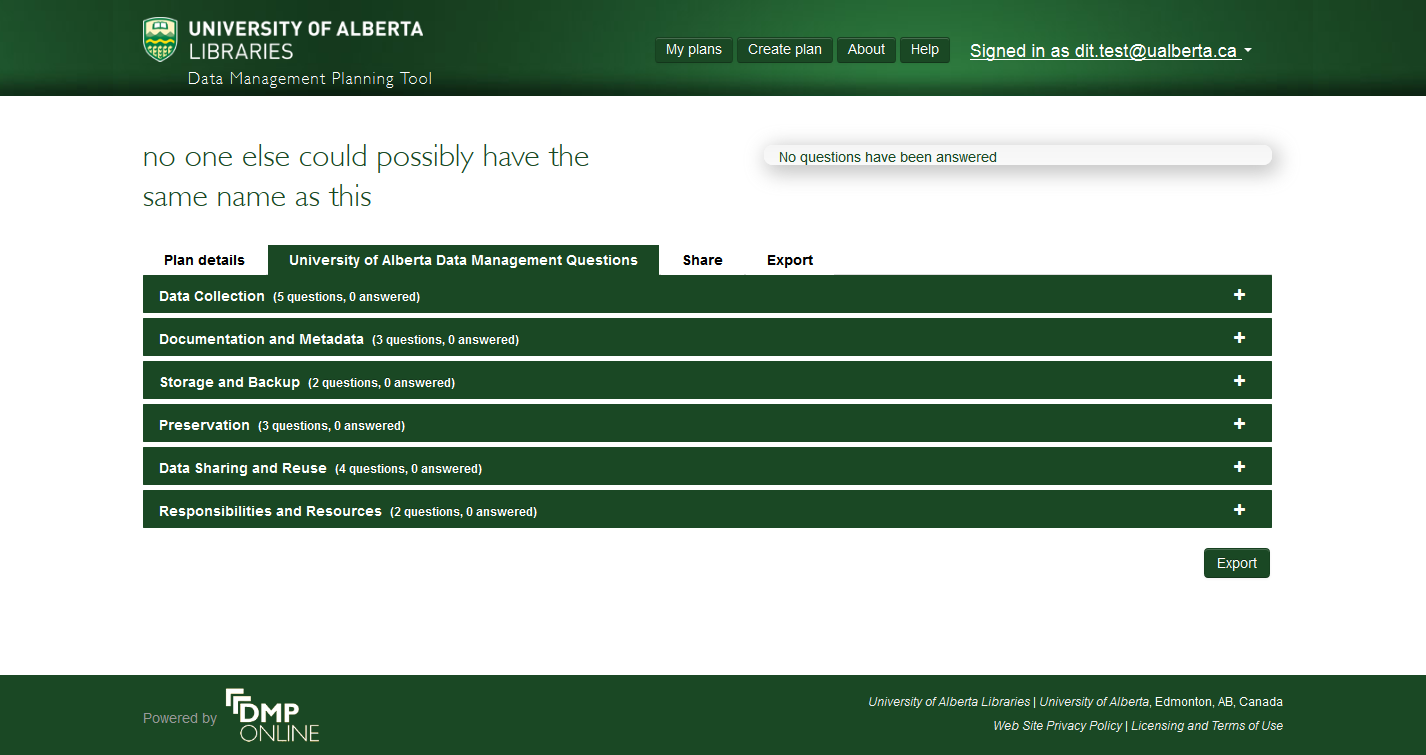 UNIVERSITY OF ALBERTA
LIBRARIES
Data Management Planning Tool
My plans
Create plan
About
Help
Signed in as dit.test@ualberta.ca
no one else could possibly have the
same name as this
No questions have been answered
Plan details
University of Alberta Data Management Questions
Share
Export
Data Collection (5 questions, 0 answered)
Documentation and Metadata (3 questions, 0 answered)
Storage and Backup (2 questions, 0 answered)
Preservation (3 questions, 0 answered)
Data Sharing and Reuse (4 questions, 0 answered)
Responsibilities and Resources (2 questions, 0 answered)
Export
Powered by
DMP
ONLINE
University of Alberta Libraries | University of Alberta, Edmonton, AB, Canada
Web Site Privacy Policy | Licensing and Terms of Use